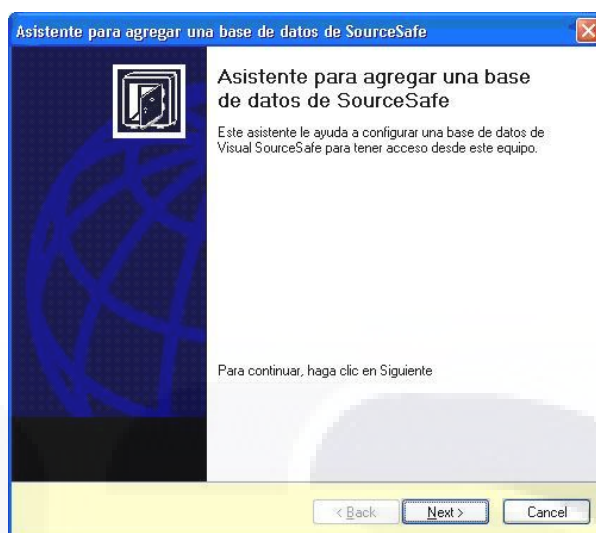 Asistente para agregar una base de datos de SourceSafe
Asistente para agregar una base
de datos de SourceSafe
Este asistente le ayuda a configurar una base de datos de
Visual SourceSafe para tener acceso desde este equipo.
Para continuar, haga clic en Siguiente
< Back
Next >
Cancel